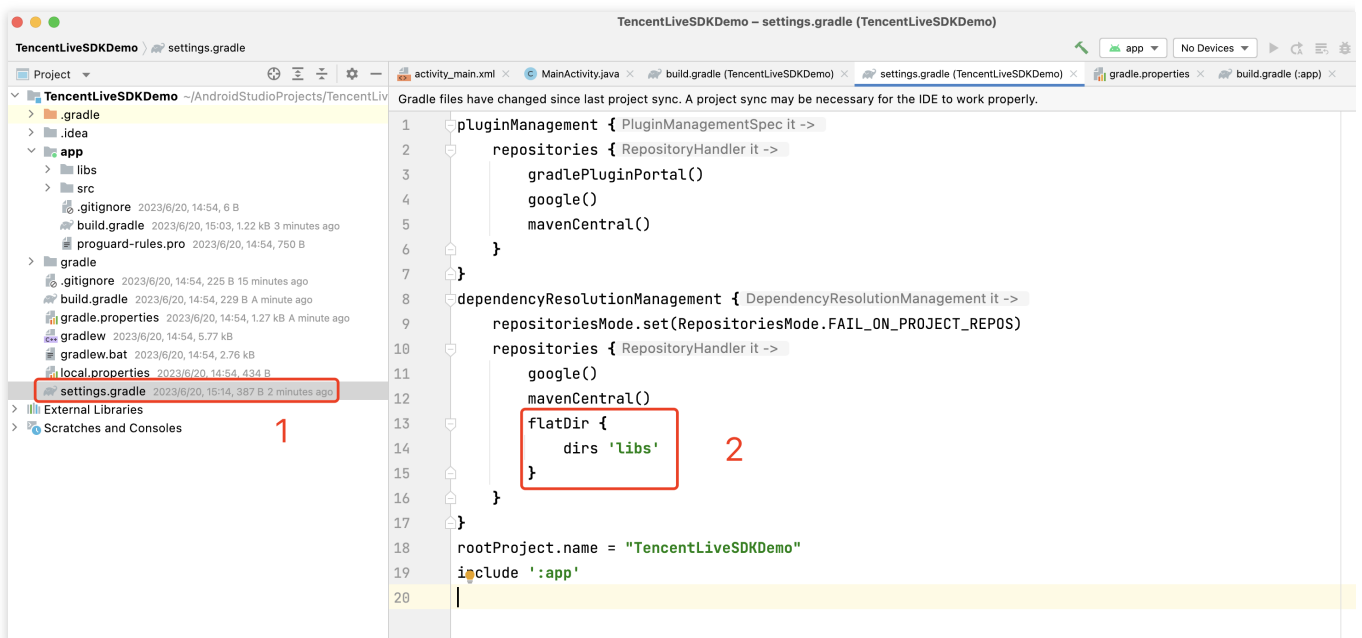 TencentLiveSDKDemo – settings.gradle (TencentLiveSDKDemo)
TencentLiveSDKDemo settings.gradle
app No Devices
Project
activity_main.xml MainActivity.java build.gradle (TencentLiveSDKDemo) settings.gradle (TencentLiveSDKDemo) gradle.properties build.gradle (:app)
Gradle files have changed since last project sync. A project sync may be necessary for the IDE to work properly.
TencentLiveSDKDemo ~/AndroidStudioProjects/TencentLiv
.gradle
.idea
app
libs
src
.gitignore 2023/6/20, 14:54, 6 B
build.gradle 2023/6/20, 15:03, 1.22 kB 3 minutes ago
proguard-rules.pro 2023/6/20, 14:54, 750 B
gradle
.gitignore 2023/6/20, 14:54, 225 B 15 minutes ago
build.gradle 2023/6/20, 14:54, 229 B A minute ago
gradle.properties 2023/6/20, 14:54, 1.27 kB A minute ago
gradlew 2023/6/20, 14:54, 5.77 kB
gradlew.bat 2023/6/20, 14:54, 2.76 kB
local.properties 2023/6/20, 14:54, 434 B
settings.gradle 2023/6/20, 15:14, 387 B 2 minutes ago
External Libraries
Scratches and Consoles
1
1 pluginManagement { PluginManagementSpec it ->
2 repositories { RepositoryHandler it ->
3 gradlePluginPortal()
4 google()
5 mavenCentral()
6 }
7 }
8 dependencyResolutionManagement { DependencyResolutionManagement it ->
9 repositoriesMode.set(RepositoriesMode.FAIL_ON_PROJECT_REPOS)
10 repositories { RepositoryHandler it ->
11 google()
12 mavenCentral()
13 flatDir {
14 dirs 'libs'
15 }
16 }
17 }
18 rootProject.name = "TencentLiveSDKDemo"
19 include ':app'
20
2